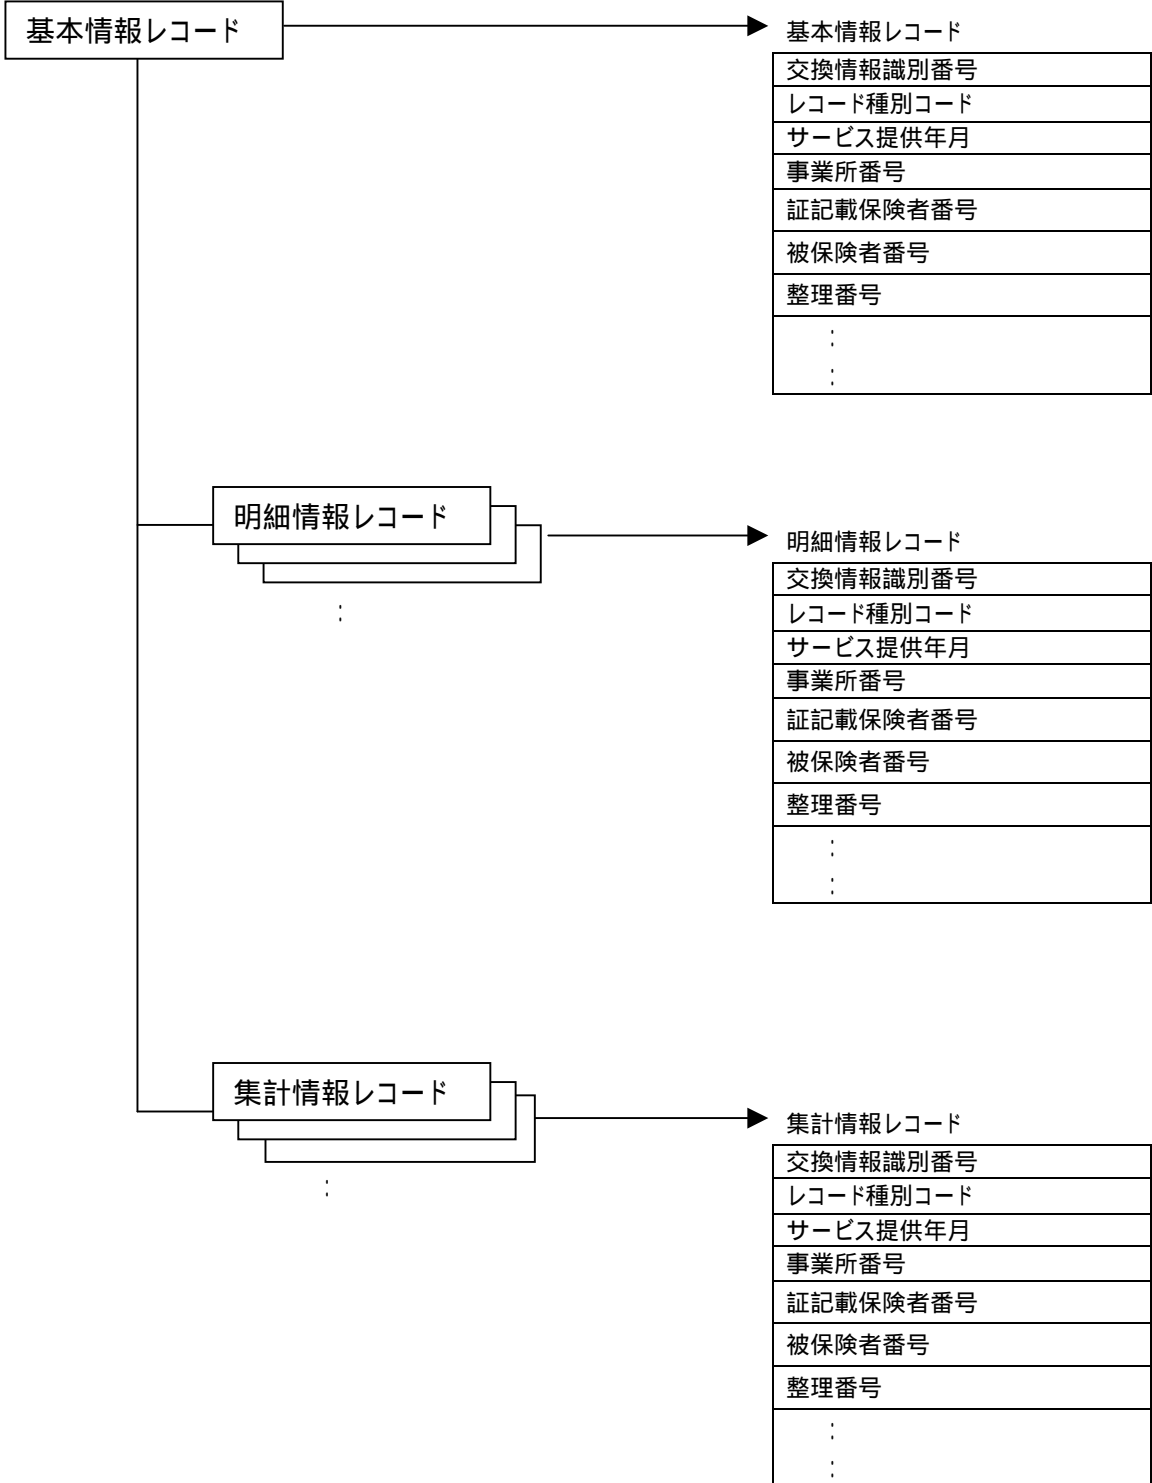 基本情報レコード
基本情報レコード
交換情報識別番号
レコード種別コード
サービス提供年月
事業所番号
証記載保険者番号
被保険者番号
整理番号
:
:
明細情報レコード
:
明細情報レコード
交換情報識別番号
レコード種別コード
サービス提供年月
事業所番号
証記載保険者番号
被保険者番号
整理番号
:
:
集計情報レコード
:
集計情報レコード
交換情報識別番号
レコード種別コード
サービス提供年月
事業所番号
証記載保険者番号
被保険者番号
整理番号
:
: